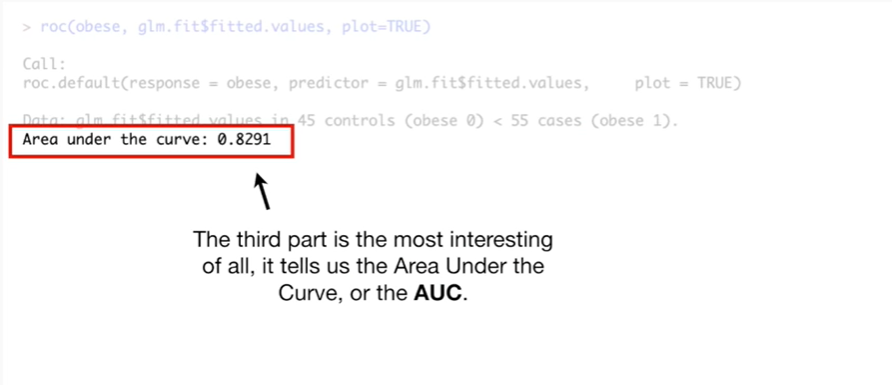 > roc(obese, glm.fit$fitted.values, plot=TRUE)
Call:
roc.default(response = obese, predictor = glm.fit$fitted.values, plot = TRUE)
Data: glm.fit$fitted.values in 45 controls (obese 0) < 55 cases (obese 1).
Area under the curve: 0.8291
The third part is the most interesting
of all, it tells us the Area Under the
Curve, or the AUC.